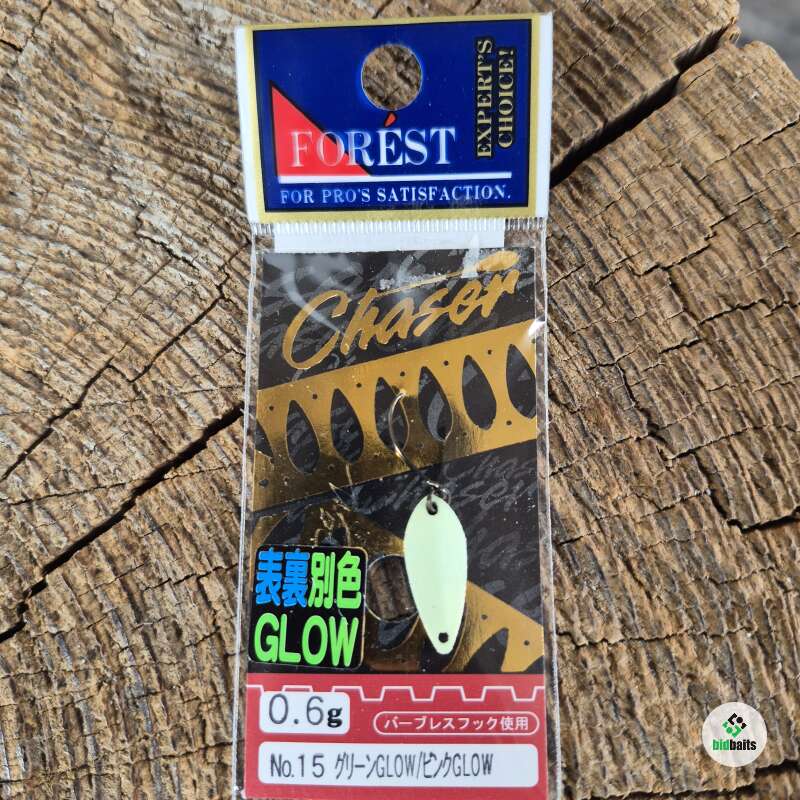 EXPERT'S
CHOICE!
FORÉST
FOR PRO'S SATISFACTION.
Chaser
Chaser
表裏別色
GLOW
0.6g
バーブレスフック使用
No.15 グリーンGLOW/ピンクGLOW
bidbaits